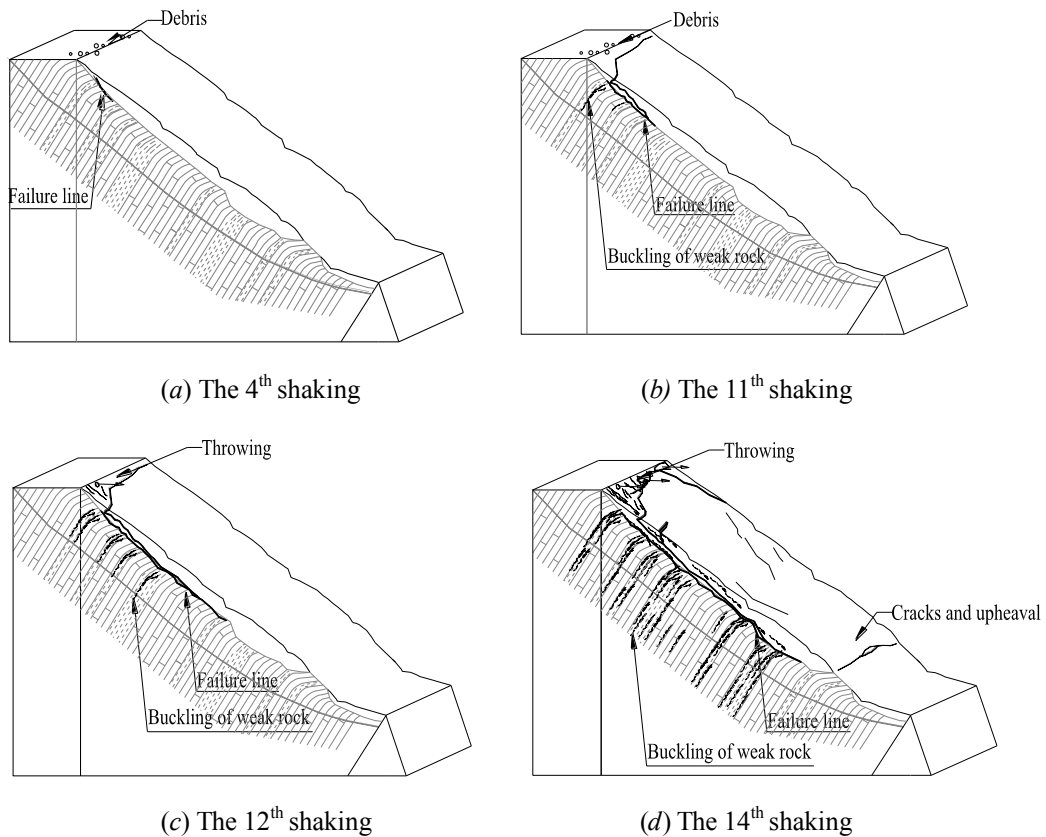 Debris
Failure line
(a) The 4th shaking
Debris
Failure line
Buckling of weak rock
(b) The 11th shaking
Throwing
Failure line
Buckling of weak rock
(c) The 12th shaking
Throwing
Cracks and upheaval
Failure line
Buckling of weak rock
(d) The 14th shaking